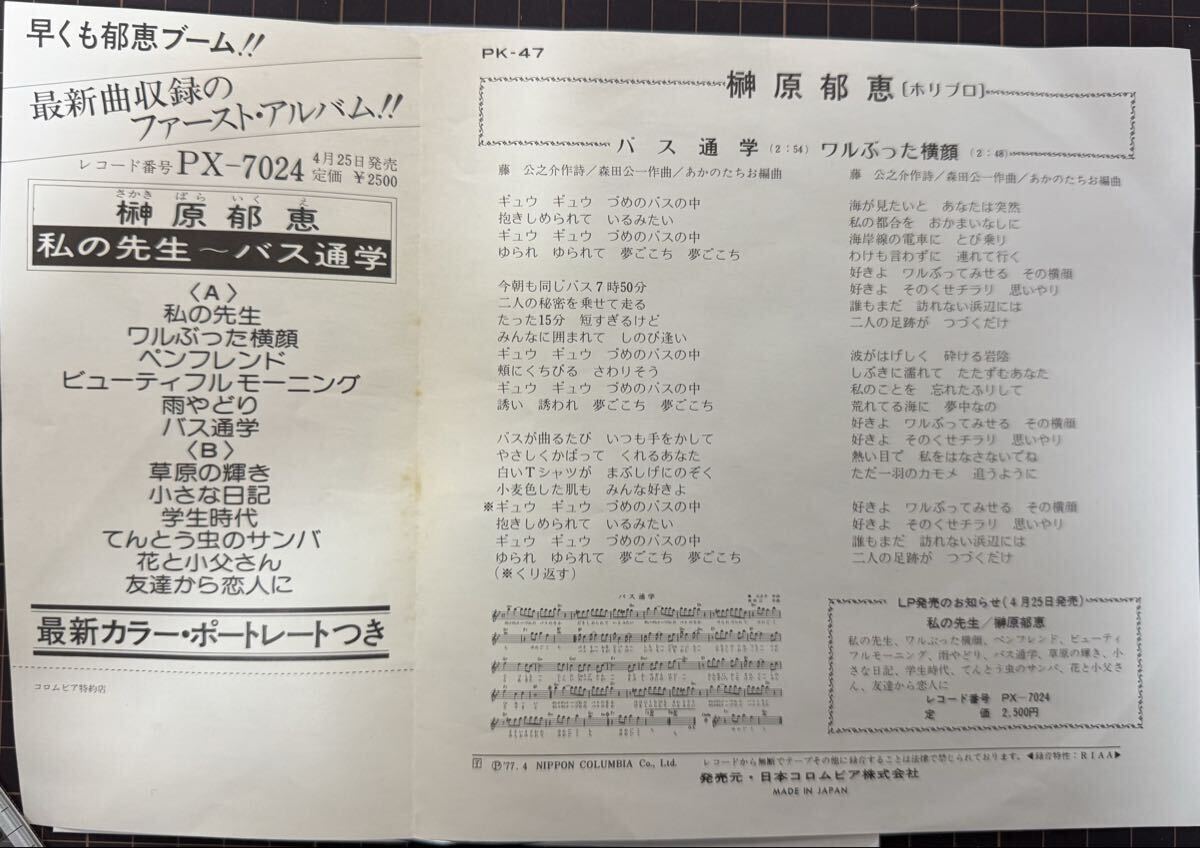 早くも郁恵ブーム!!
最新曲収録の
ファースト・アルバム!!
レコード番号 PX-7024 4月25日発売
定価 ¥2500
さかき ばら いく え
榊原郁恵
私の先生～バス通学
〈A〉
私の先生
ワルぶった横顔
ペンフレンド
ビューティフルモーニング
雨やどり
バス通学
〈B〉
草原の輝き
小さな日記
学生時代
てんとう虫のサンバ
花と小父さん
友達から恋人に
最新カラー・ポートレートつき
コロムビア特約店
PK-47
榊原郁恵〔ホリプロ〕
バス通学（2:54） ワルぶった横顔（2:48）
藤 公之介作詩／森田公一作曲／あかのたちお編曲
ギュウ ギュウ づめのバスの中
抱きしめられて いるみたい
ギュウ ギュウ づめのバスの中
ゆられ ゆられて 夢ごこち 夢ごこち
今朝も同じバス7時50分
二人の秘密を乗せて走る
たった15分 短すぎるけど
みんなに囲まれて しのび逢い
ギュウ ギュウ づめのバスの中
頬にくちびる さわりそう
ギュウ ギュウ づめのバスの中
誘い 誘われ 夢ごこち 夢ごこち
バスが曲るたび いつも手をかして
やさしくかばって くれるあなた
白いTシャツが まぶしげにのぞく
小麦色した肌も みんな好きよ
※ギュウ ギュウ づめのバスの中
抱きしめられて いるみたい
ギュウ ギュウ づめのバスの中
ゆられ ゆられて 夢ごこち 夢ごこち
（※くり返す）
バス通学
藤 公之介作詩／森田公一作曲／あかのたちお編曲
海が見たいと あなたは突然
私の都合を おかまいなしに
海岸線の電車に とび乗り
わけも言わずに 連れて行く
好きよ ワルぶってみせる その横顔
好きよ そのくせチラリ 思いやり
誰もまだ 訪れない浜辺には
二人の足跡が つづくだけ
波がはげしく 砕ける岩陰
しぶきに濡れて たたずむあなた
私のことを 忘れたふりして
荒れてる海に 夢中なの
好きよ ワルぶってみせる その横顔
好きよ そのくせチラリ 思いやり
熱い目で 私をはなさないでね
ただ一羽のカモメ 追うように
好きよ ワルぶってみせる その横顔
好きよ そのくせチラリ 思いやり
誰もまだ 訪れない浜辺には
二人の足跡が つづくだけ
LP発売のお知らせ(4月25日発売)
私の先生／榊原郁恵
私の先生、ワルぶった横顔、ペンフレンド、ビューティ
フルモーニング、雨やどり、バス通学、草原の輝き、小
さな日記、学生時代、てんとう虫のサンバ、花と小父さ
ん、友達から恋人に
レコード番号 PX-7024
定 価 2,500円
Ⓨ Ⓟ'77.4 NIPPON COLUMBIA Co., Ltd. レコードから無断でテープその他に録音することは法律で禁じられております。◀録音特性：RIAA▶
発売元・日本コロムビア株式会社
MADE IN JAPAN